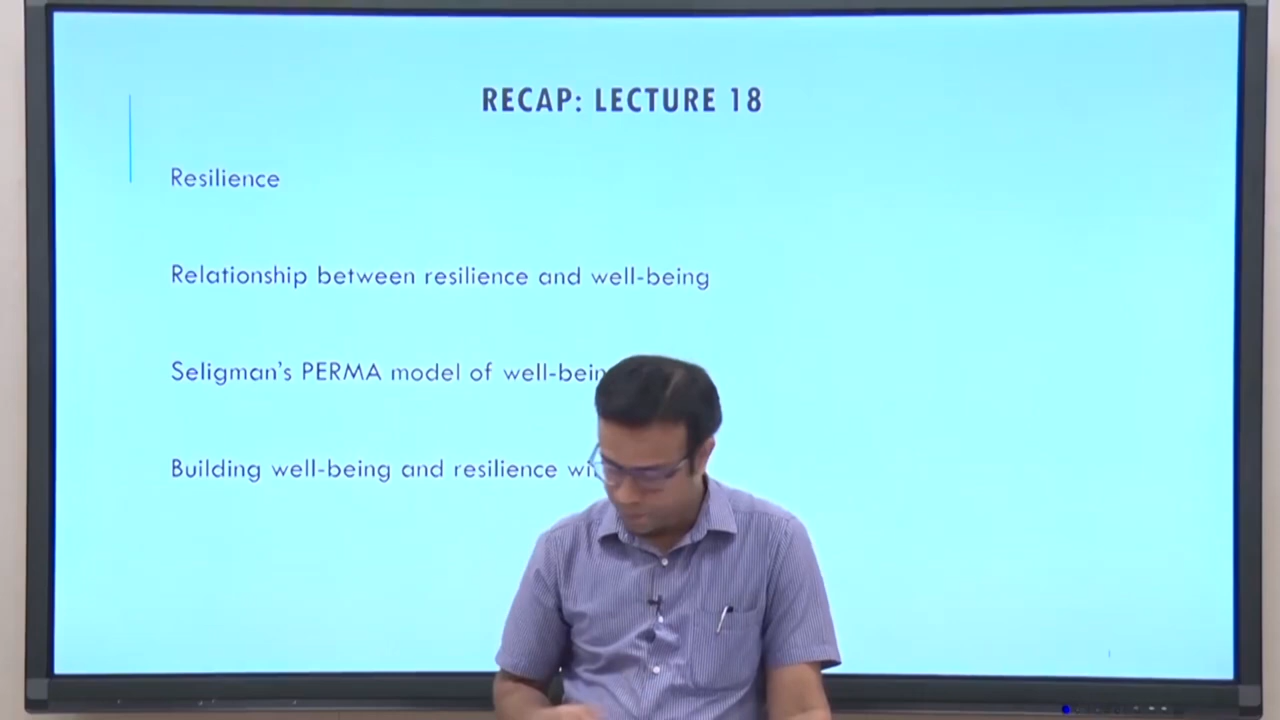 RECAP: LECTURE 18
Resilience
Relationship between resilience and well-being
Seligman's PERMA model of well-bein
Building well-being and resilience wi